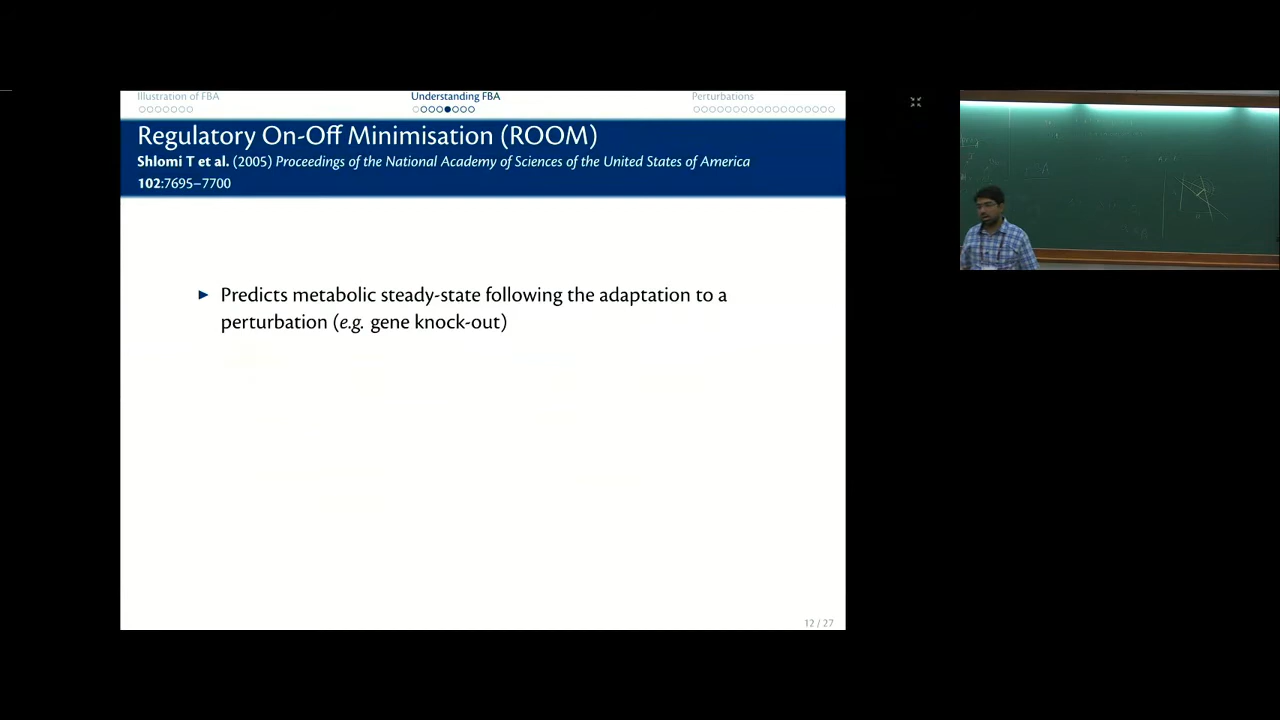 Illustration of FBA Understanding FBA Perturbations
Regulatory On-Off Minimisation (ROOM)
Shlomi T et al. (2005) Proceedings of the National Academy of Sciences of the United States of America
102:7695–7700
► Predicts metabolic steady-state following the adaptation to a
perturbation (e.g. gene knock-out)
12 / 27